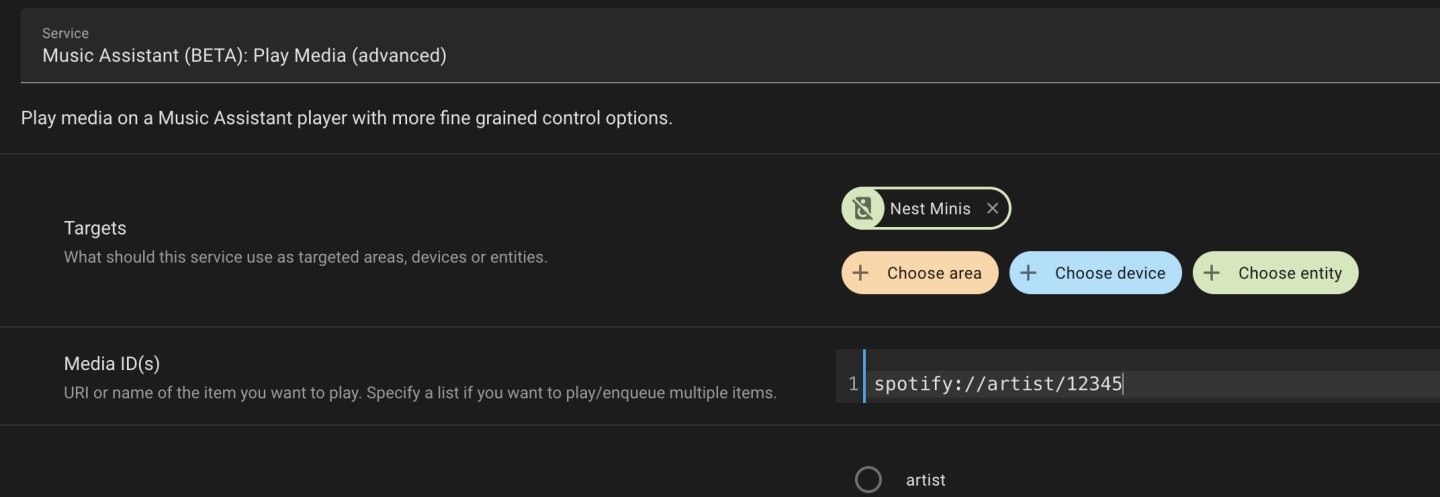 Service
Music Assistant (BETA): Play Media (advanced)
Play media on a Music Assistant player with more fine grained control options.
Targets
What should this service use as targeted areas, devices or entities.
Nest Minis
Choose area
Choose device
Choose entity
Media ID(s)
URI or name of the item you want to play. Specify a list if you want to play/enqueue multiple items.
1 spotify://artist/12345
artist